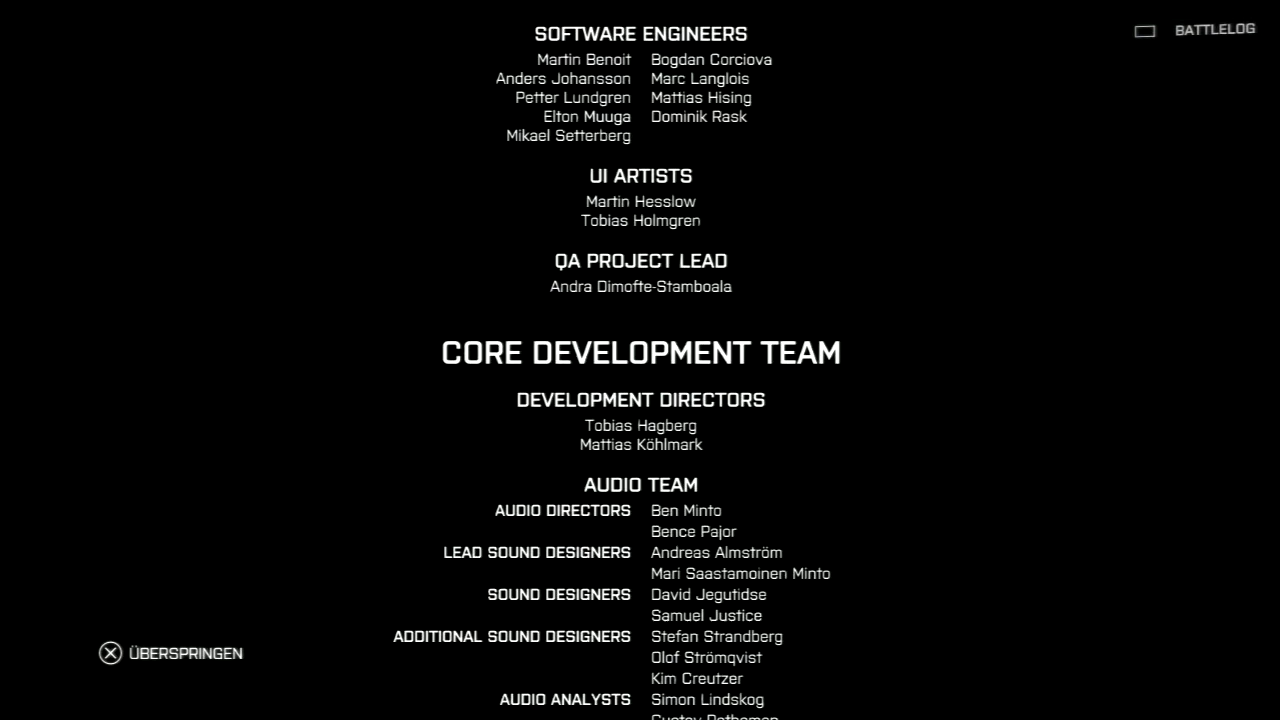 BATTLELOG
SOFTWARE ENGINEERS
Martin Benoit Bogdan Corciova
Anders Johansson Marc Langlois
Petter Lundgren Mattias Hising
Elton Muuga Dominik Rask
Mikael Setterberg
UI ARTISTS
Martin Hesslow
Tobias Holmgren
QA PROJECT LEAD
Andra Dimofte-Stamboala
CORE DEVELOPMENT TEAM
DEVELOPMENT DIRECTORS
Tobias Hagberg
Mattias Köhlmark
AUDIO TEAM
AUDIO DIRECTORS Ben Minto
Bence Pajor
LEAD SOUND DESIGNERS Andreas Almström
Mari Saastamoinen Minto
SOUND DESIGNERS David Jegutidse
Samuel Justice
ADDITIONAL SOUND DESIGNERS Stefan Strandberg
Olof Strömqvist
Kim Creutzer
AUDIO ANALYSTS Simon Lindskog
ÜBERSPRINGEN